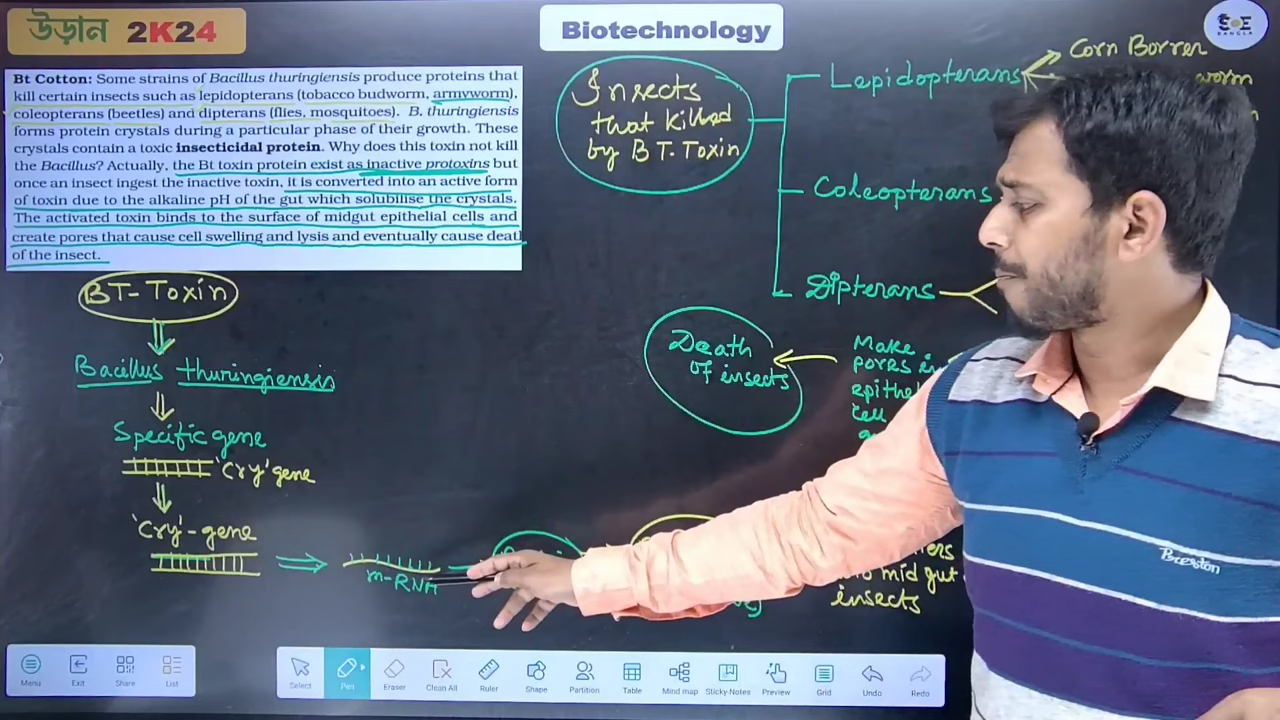 উড়ান 2K24
Biotechnology
SOE
BANGLA
Bt Cotton: Some strains of Bacillus thuringiensis produce proteins that
kill certain insects such as lepidopterans (tobacco budworm, armyworm),
coleopterans (beetles) and dipterans (flies, mosquitoes). B. thuringiensis
forms protein crystals during a particular phase of their growth. These
crystals contain a toxic insecticidal protein. Why does this toxin not kill
the Bacillus? Actually, the Bt toxin protein exist as inactive protoxins but
once an insect ingest the inactive toxin, it is converted into an active form
of toxin due to the alkaline pH of the gut which solubilise the crystals.
The activated toxin binds to the surface of midgut epithelial cells and
create pores that cause cell swelling and lysis and eventually cause death
of the insect.
Insects
that killed
by BT-Toxin
Lepidopterans
Corn Borrer
worm
Coleopterans
Dipterans
BT-Toxin
Bacillus thuringiensis
Specific gene
'Cry' gene
'Cry'-gene
m-RNA
Death
of insects
Make
pores in
cell
mid gut
insects
Breston
Menu
Exit
Share
List
Select
Pen
Eraser
Clean All
Ruler
Shape
Partition
Table
Mind map
Sticky Notes
Preview
Grid
Undo
Redo